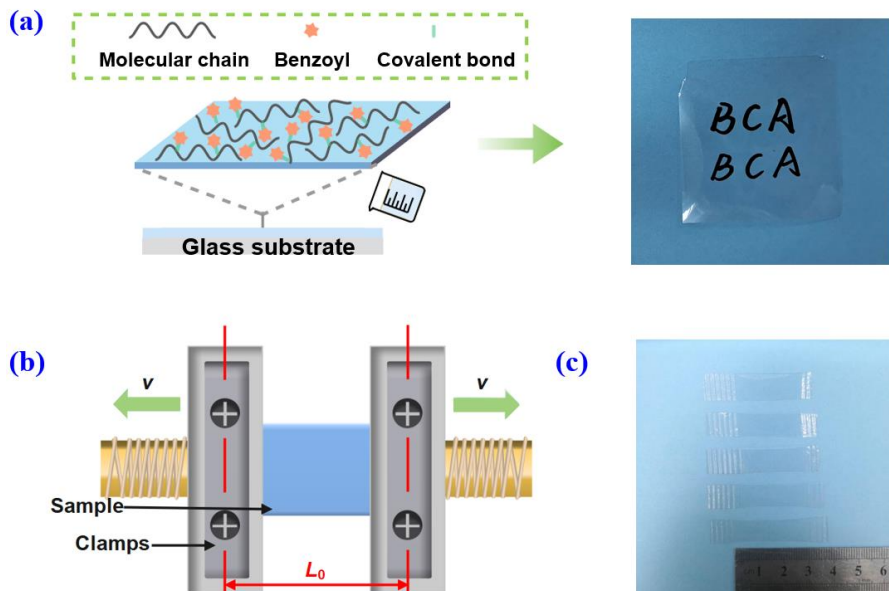 (a)
Molecular chain Benzoyl Covalent bond
BCA
BCA
Glass substrate
(b)
v v
Sample
Clamps
L0
(c)
1 2 3 4 5 6